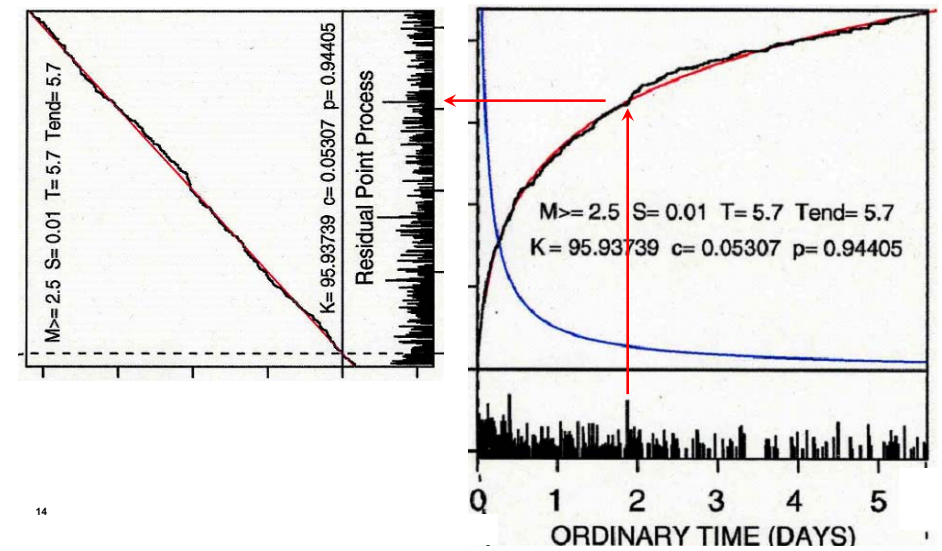 M>= 2.5 S= 0.01 T= 5.7 Tend= 5.7
K= 95.93739 c= 0.05307 p= 0.94405
Residual Point Process
M>= 2.5 S= 0.01 T= 5.7 Tend= 5.7
K= 95.93739 c= 0.05307 p= 0.94405
0 1 2 3 4 5
ORDINARY TIME (DAYS)
14